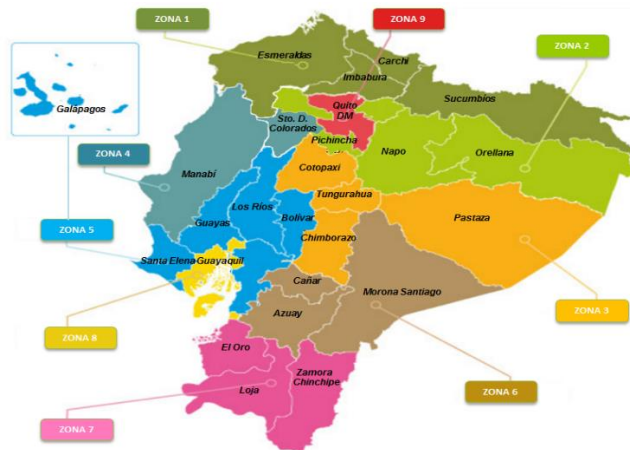 ZONA 1
ZONA 9
Esmeraldas
Carchi
ZONA 2
Imbabura
Galápagos
Quito
DM
Sucumbíos
Sto. D.
Colorados
Pichincha
ZONA 4
Napo
Orellana
Cotopaxi
Manabí
Tungurahua
Los Ríos
Pastaza
Guayas
Bolívar
ZONA 5
Chimborazo
Santa Elena
Guayaquil
Cañar
Morona Santiago
ZONA 3
Azuay
ZONA 8
El Oro
Zamora
Chinchipe
Loja
ZONA 6
ZONA 7